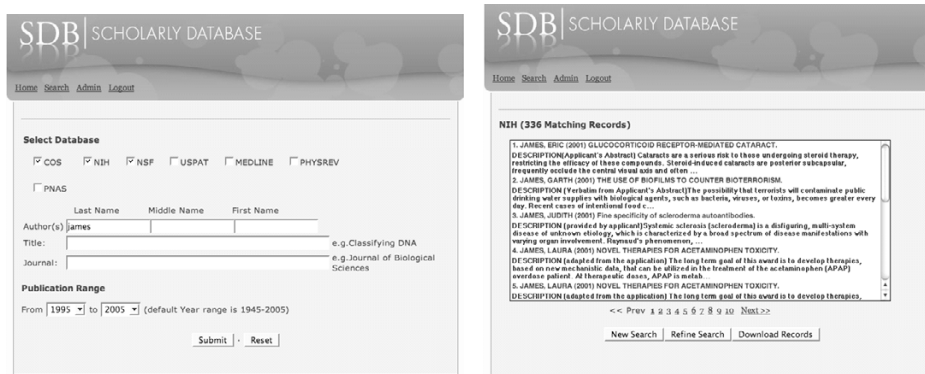 SDB SCHOLARLY DATABASE
Home Search Admin Logout
Select Database
COS NIH NSF USPAT MEDLINE PHYSREV
PNAS
Last Name Middle Name First Name
Author(s) james
Title: e.g.Classifying DNA
Journal: e.g.Journal of Biological
Sciences
Publication Range
From 1995 to 2005 (default Year range is 1945-2005)
Submit - Reset
SDB SCHOLARLY DATABASE
Home Search Admin Logout
NIH (336 Matching Records)
1. JAMES, ERIC (2001) GLUCOCORTICOID RECEPTOR-MEDIATED CATARACT.
DESCRIPTION(Applicant's Abstract) Cataracts are a serious risk to those undergoing steroid therapy,
restricting the efficacy of these compounds. Steroid-induced cataracts are posterior subcapsular,
frequently occlude the central visual axis and often ...
2. JAMES, GARTH (2001) THE USE OF BIOFILMS TO COUNTER BIOTERRORISM.
DESCRIPTION (Verbatim from Applicant's Abstract)The possibility that terrorists will contaminate public
drinking water supplies with biological agents, such as bacteria, viruses, or toxins, becomes greater every
day. Recent cases of intentional food c...
3. JAMES, JUDITH (2001) Fine specificity of scleroderma autoantibodies.
DESCRIPTION (provided by applicant)Systemic sclerosis (scleroderma) is a disfiguring, multi-system
disease of unknown etiology, which is characterized by a broad spectrum of disease manifestations with
varying organ involvement. Raynaud's phenomenon, ...
4. JAMES, LAURA (2001) NOVEL THERAPIES FOR ACETAMINOPHEN TOXICITY.
DESCRIPTION (adapted from the application) The long term goal of this award is to develop therapies,
based on new mechanistic data, that can be utilized in the treatment of the acetaminophen (APAP)
overdose patient. At therapeutic doses, APAP is metab...
5. JAMES, LAURA (2001) NOVEL THERAPIES FOR ACETAMINOPHEN TOXICITY.
DESCRIPTION (adapted from the application) The long term goal of this award is to develop therapies,
<< Prev 1 2 3 4 5 6 7 8 9 10 Next >>
New Search Refine Search Download Records